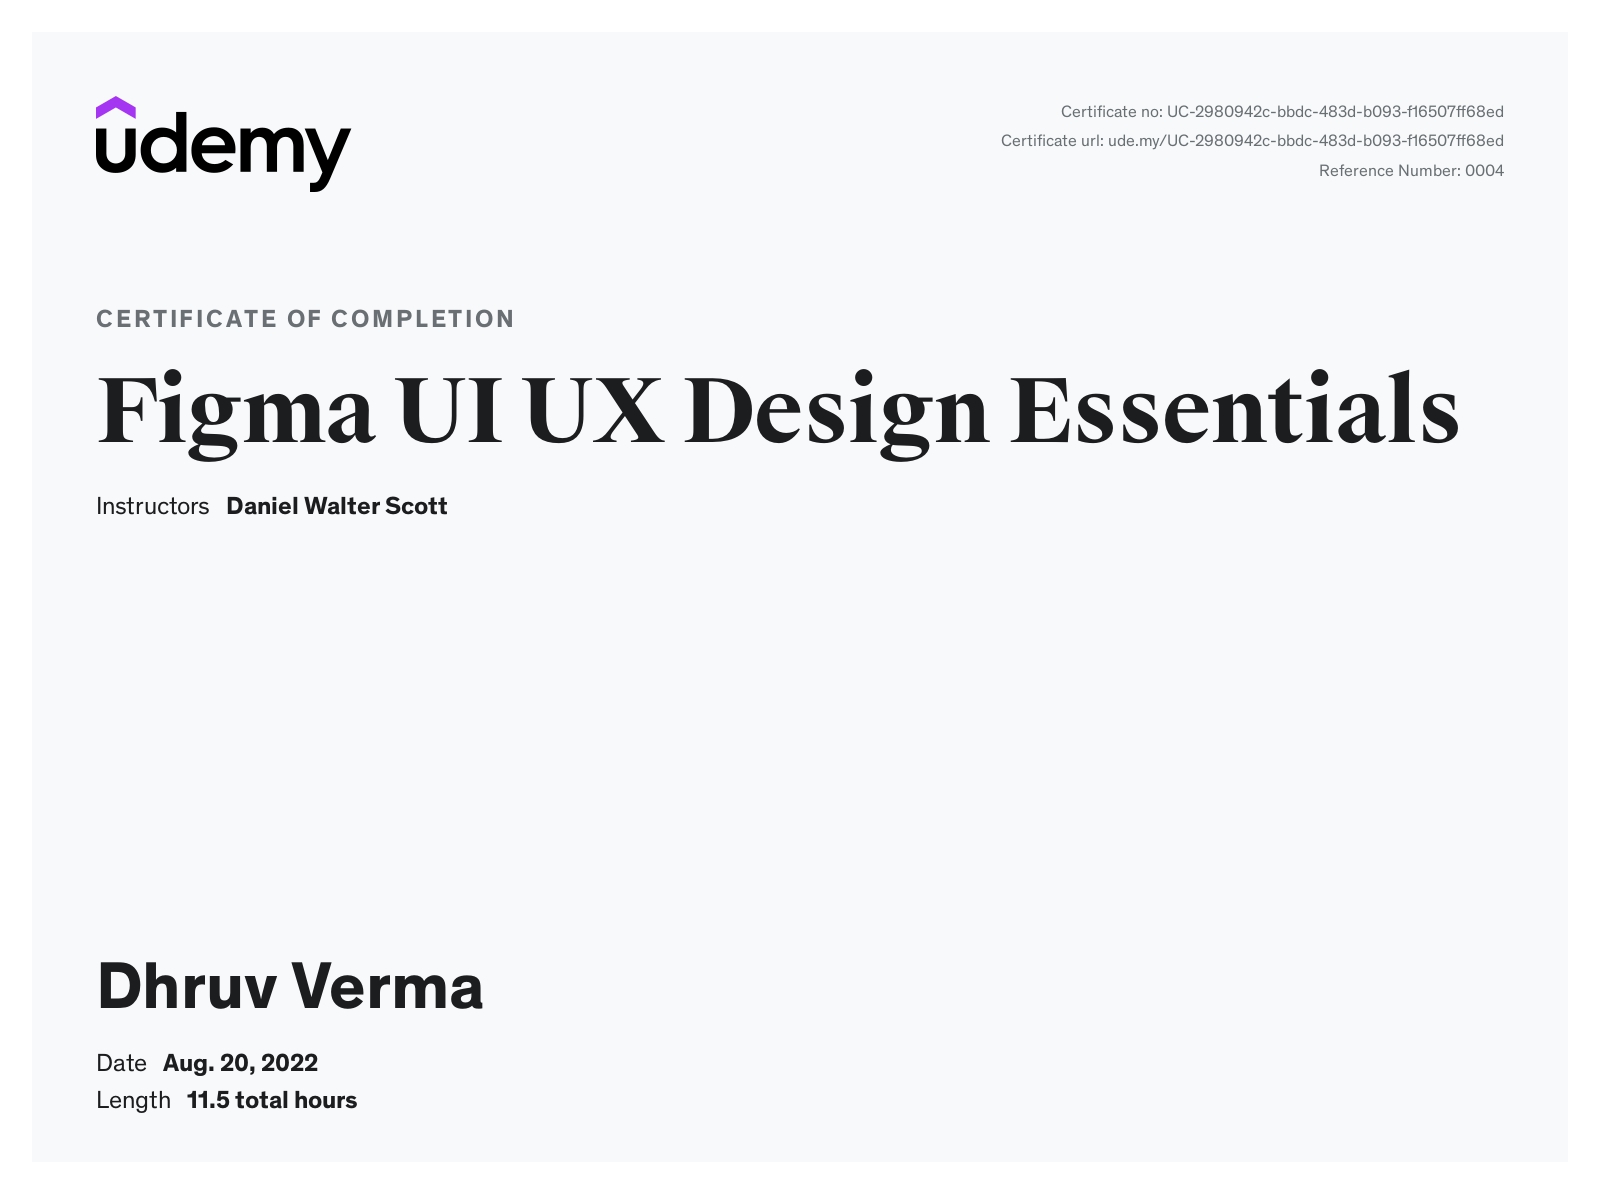 udemy
Certificate no: UC-2980942c-bbdc-483d-b093-f16507ff68ed
Certificate url: ude.my/UC-2980942c-bbdc-483d-b093-f16507ff68ed
Reference Number: 0004
CERTIFICATE OF COMPLETION
Figma UI UX Design Essentials
Instructors Daniel Walter Scott
Dhruv Verma
Date Aug. 20, 2022
Length 11.5 total hours